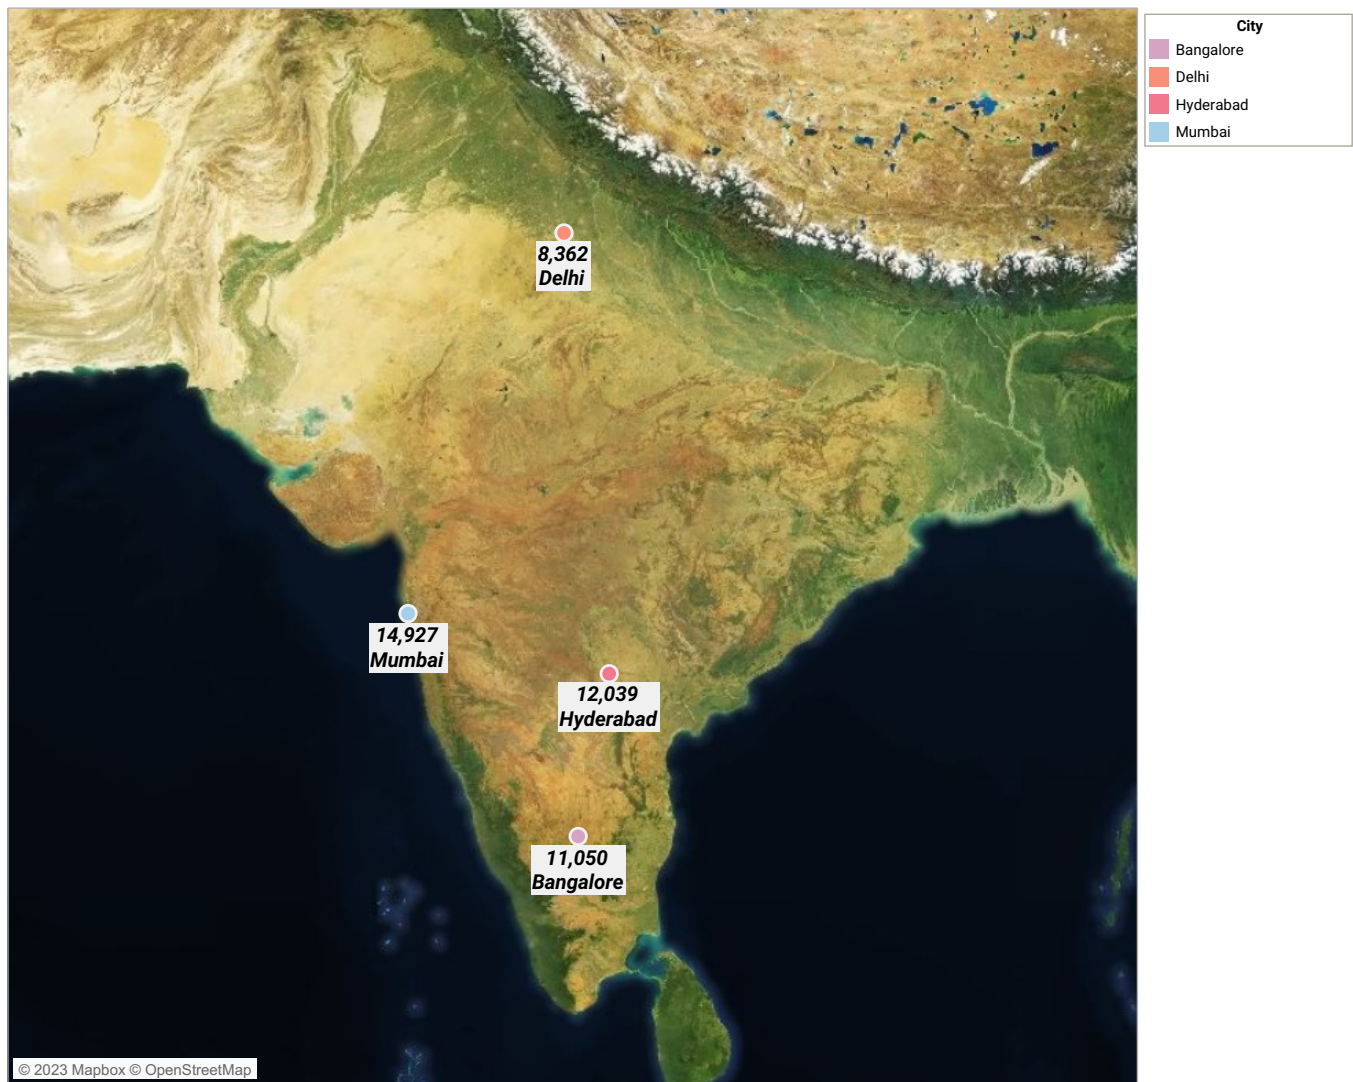 City
Bangalore
Delhi
Hyderabad
Mumbai
8,362
Delhi
14,927
Mumbai
12,039
Hyderabad
11,050
Bangalore
© 2023 Mapbox © OpenStreetMap